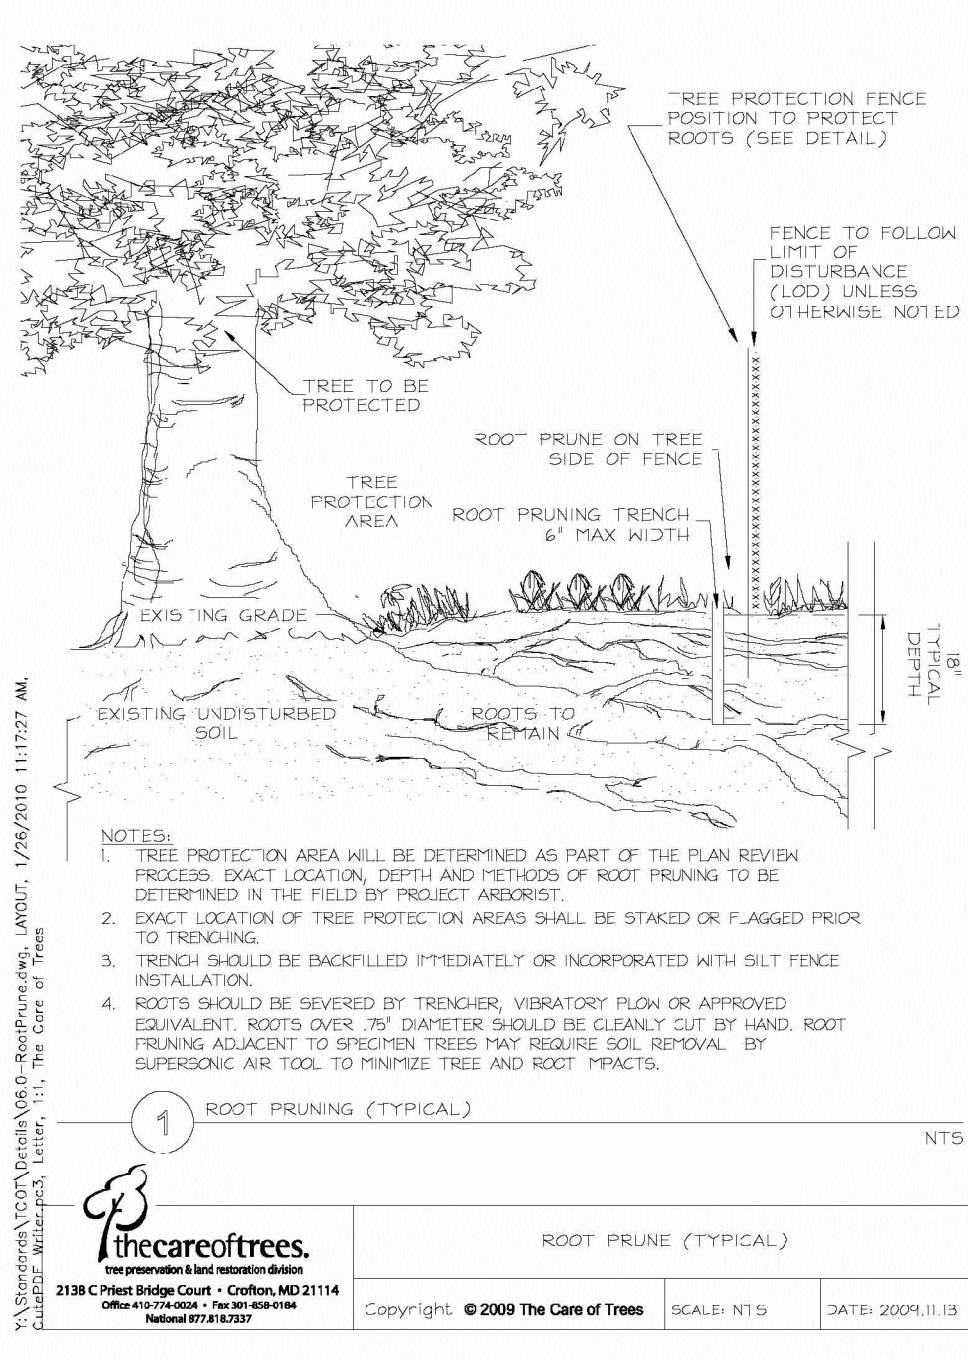 TREE PROTECTION FENCE
POSITION TO PROTECT
ROOTS (SEE DETAIL)
FENCE TO FOLLOW
LIMIT OF
DISTURBANCE
(LOD) UNLESS
OTHERWISE NOTED
TREE TO BE
PROTECTED
ROOT PRUNE ON TREE
SIDE OF FENCE
TREE
PROTECTION
AREA
ROOT PRUNING TRENCH
6" MAX WIDTH
EXISTING GRADE
18"
TYPICAL
DEPTH
EXISTING UNDISTURBED
SOIL
ROOTS TO
REMAIN
NOTES:
1. TREE PROTECTION AREA WILL BE DETERMINED AS PART OF THE PLAN REVIEW
PROCESS. EXACT LOCATION, DEPTH AND METHODS OF ROOT PRUNING TO BE
DETERMINED IN THE FIELD BY PROJECT ARBORIST.
2. EXACT LOCATION OF TREE PROTECTION AREAS SHALL BE STAKED OR FLAGGED PRIOR
TO TRENCHING.
3. TRENCH SHOULD BE BACKFILLED IMMEDIATELY OR INCORPORATED WITH SILT FENCE
INSTALLATION.
4. ROOTS SHOULD BE SEVERED BY TRENCHER, VIBRATORY PLOW OR APPROVED
EQUIVALENT. ROOTS OVER .75" DIAMETER SHOULD BE CLEANLY CUT BY HAND. ROOT
PRUNING ADJACENT TO SPECIMEN TREES MAY REQUIRE SOIL REMOVAL BY
SUPERSONIC AIR TOOL TO MINIMIZE TREE AND ROOT IMPACTS.
1
ROOT PRUNING (TYPICAL)
NTS
thecareoftrees.
tree preservation & land restoration division
2138 C Priest Bridge Court • Crofton, MD 21114
Office 410-774-0024 • Fax 301-858-0184
National 877.818.7337
ROOT PRUNE (TYPICAL)
Copyright © 2009 The Care of Trees
SCALE: NTS
DATE: 2009.11.13
Y:\Standards\TCOT\Details\06.0-RootPrune.dwg, LAYOUT, 1/26/2010 11:17:27 AM,
CutePDF Writer.pc3, Letter, 1:1, The Care of Trees